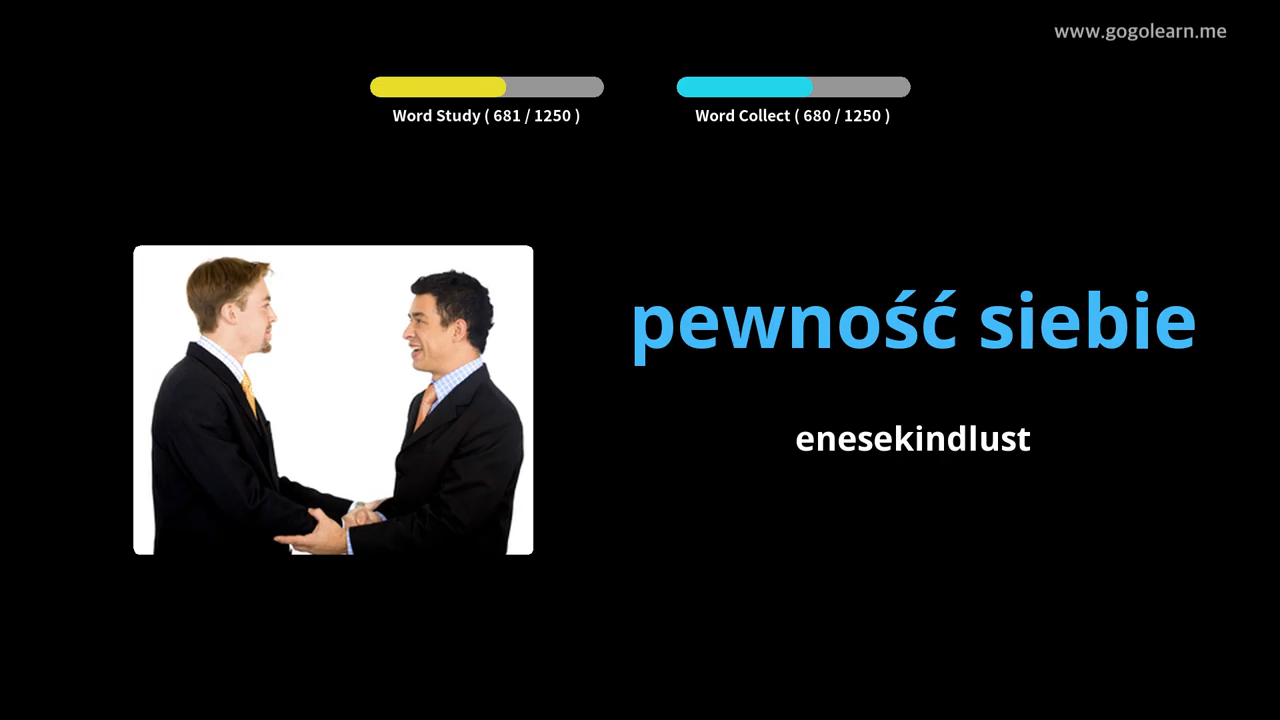 www.gogolearn.me
Word Study ( 681 / 1250 )
Word Collect ( 680 / 1250 )
pewność siebie
enesekindlust